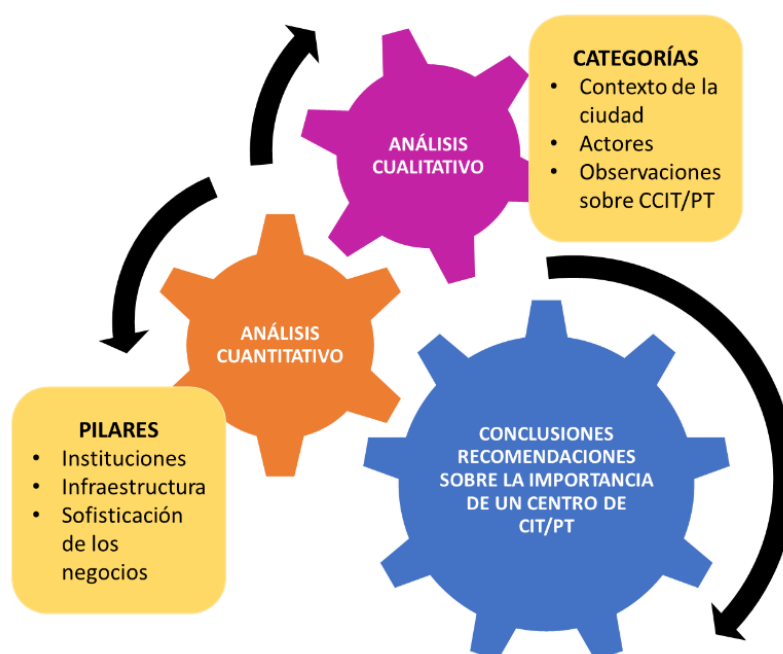 ANÁLISIS
CUALITATIVO
CATEGORÍAS
• Contexto de la
ciudad
• Actores
• Observaciones
sobre CCIT/PT
ANÁLISIS
CUANTITATIVO
PILARES
• Instituciones
• Infraestructura
• Sofisticación
de los
negocios
CONCLUSIONES
RECOMENDACIONES
SOBRE LA IMPORTANCIA
DE UN CENTRO DE
CIT/PT